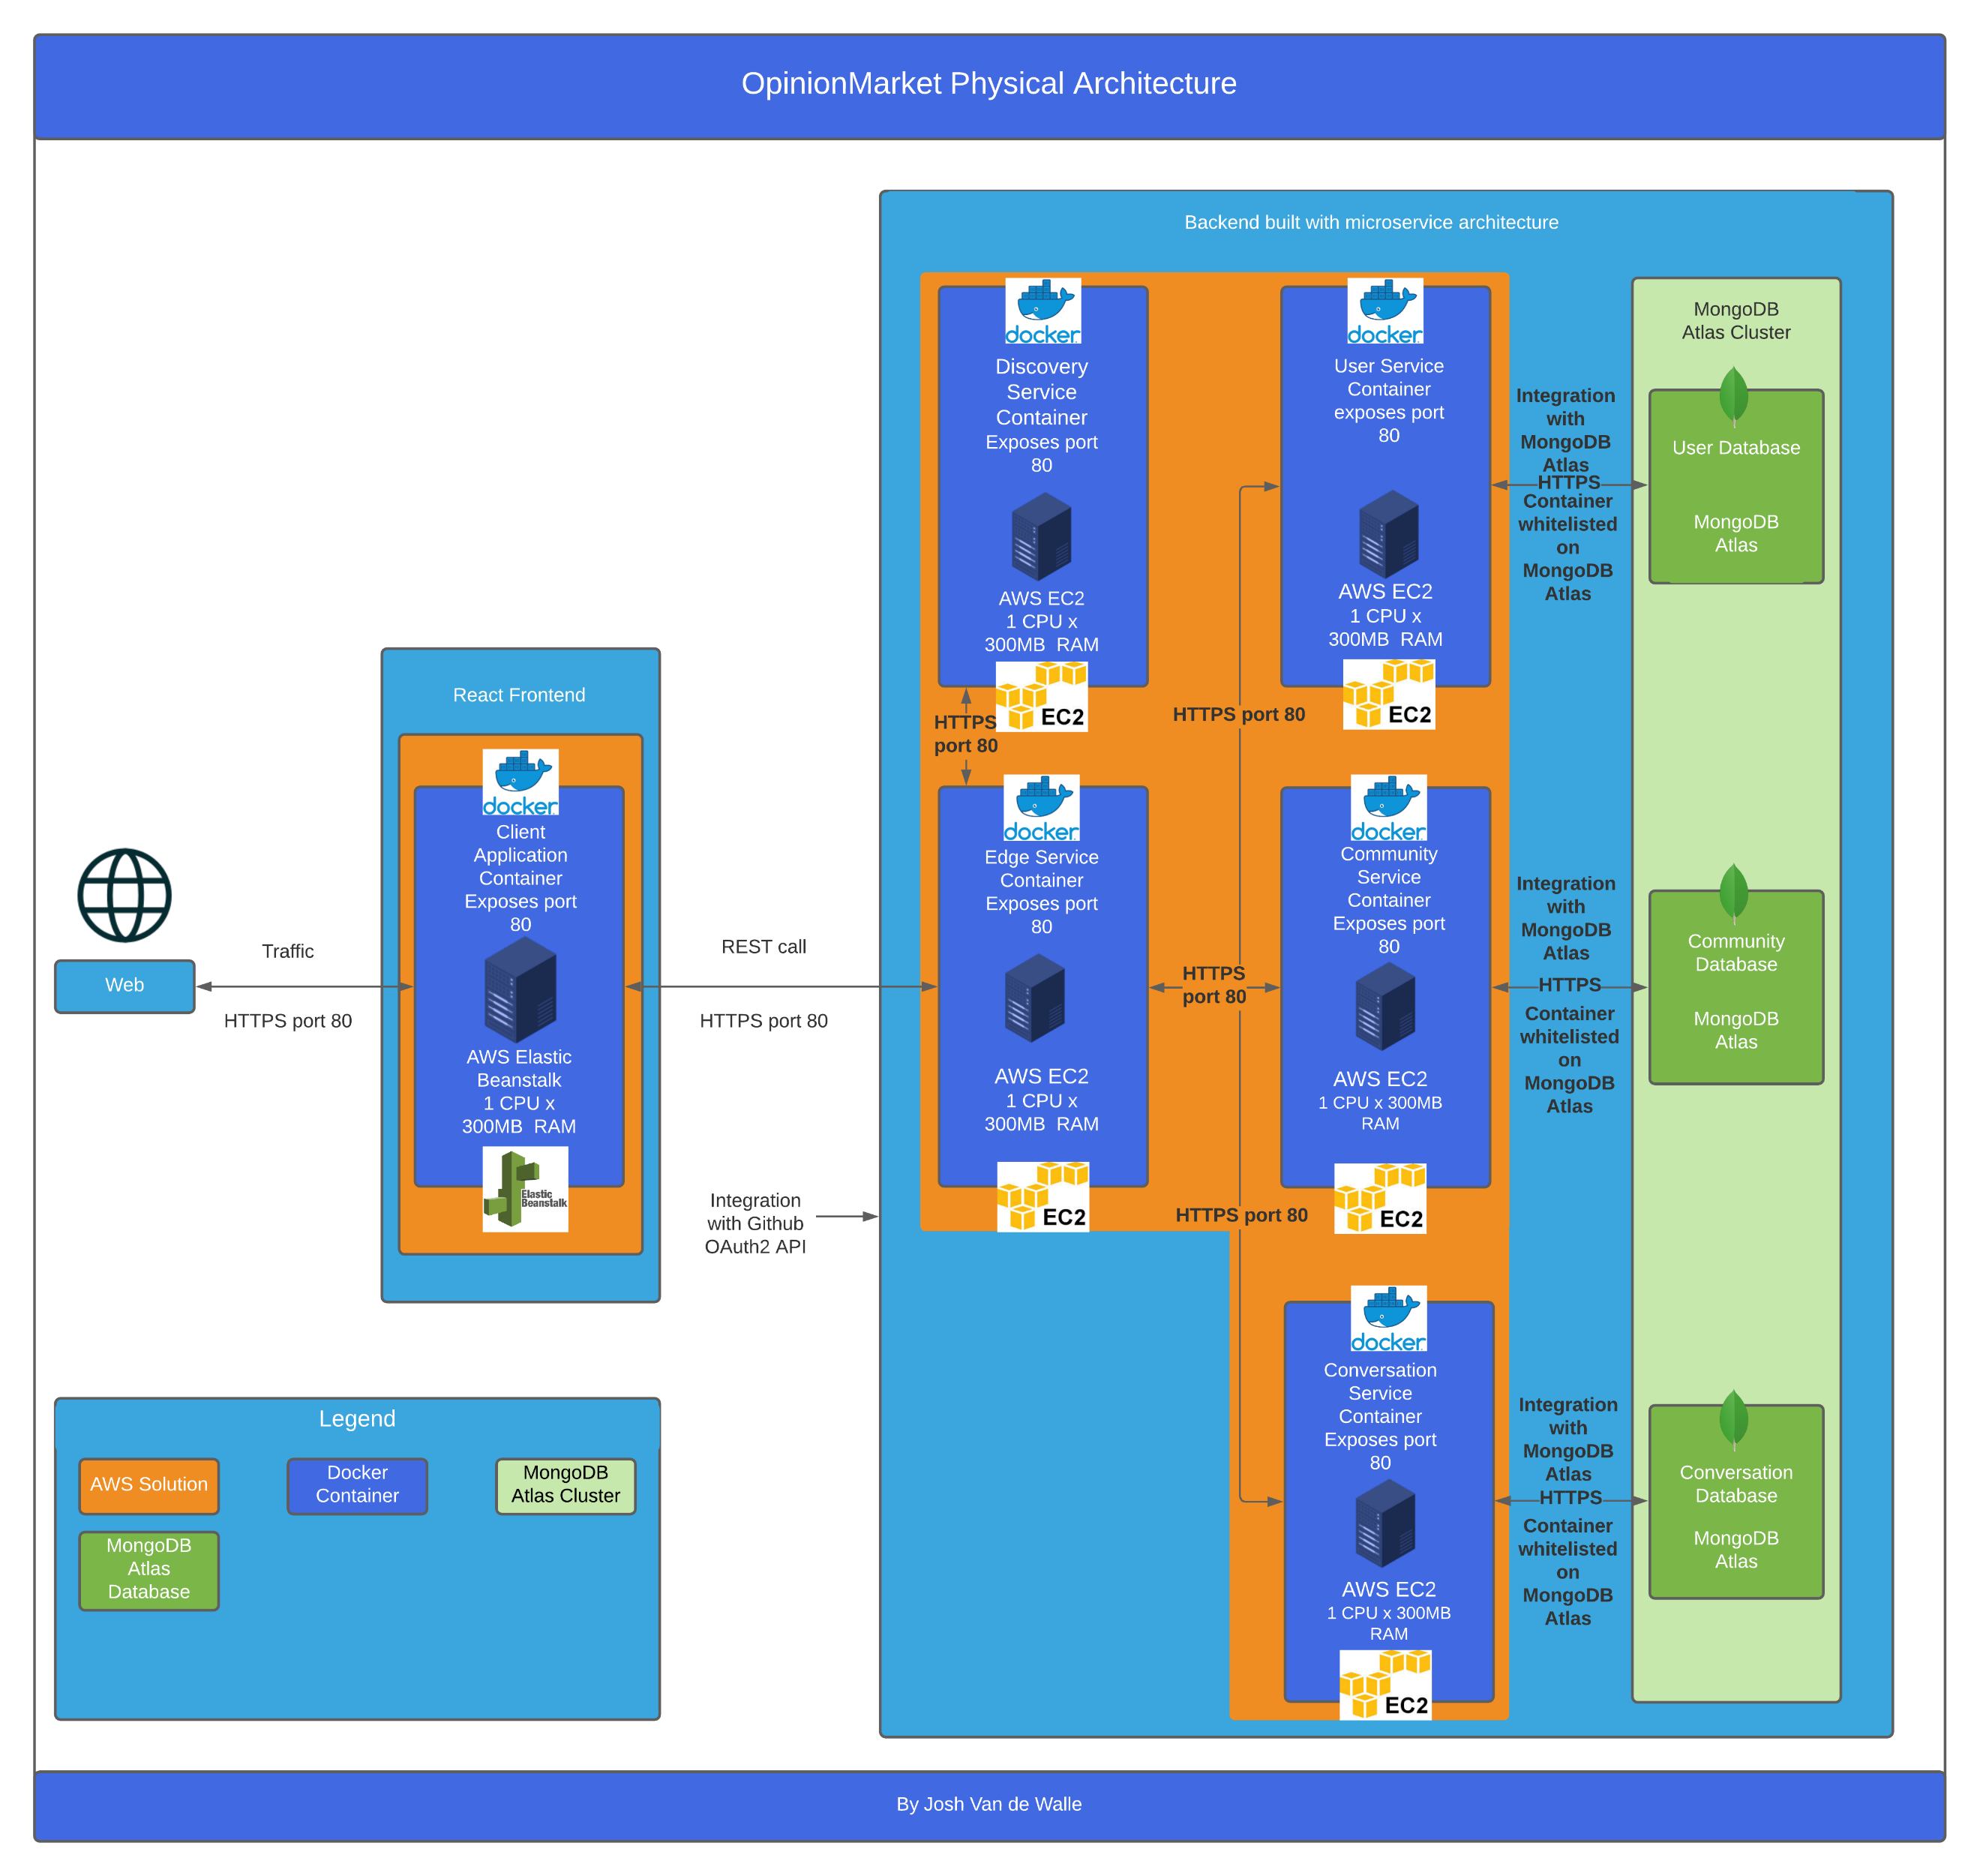 OpinionMarket Physical Architecture
Backend built with microservice architecture
docker
Discovery
Service
Container
Exposes port
80
AWS EC2
1 CPU x
300MB  RAM
EC2
docker
User Service
Container
exposes port
80
AWS EC2
1 CPU x
300MB  RAM
EC2
Integration
with
MongoDB
Atlas
HTTPS
Container
whitelisted
on
MongoDB
Atlas
MongoDB
Atlas Cluster
User Database
MongoDB
Atlas
HTTPS
port 80
HTTPS port 80
React Frontend
docker
Client
Application
Container
Exposes port
80
AWS Elastic
Beanstalk
1 CPU x
300MB  RAM
Elastic
Beanstalk
Web
Traffic
HTTPS port 80
REST call
HTTPS port 80
docker
Edge Service
Container
Exposes port
80
AWS EC2
1 CPU x
300MB  RAM
EC2
HTTPS
port 80
docker
Community
Service
Container
Exposes port
80
AWS EC2
1 CPU x 300MB
RAM
EC2
Integration
with
MongoDB
Atlas
HTTPS
Container
whitelisted
on
MongoDB
Atlas
Community
Database
MongoDB
Atlas
Integration
with Github
OAuth2 API
HTTPS port 80
docker
Conversation
Service
Container
Exposes port
80
AWS EC2
1 CPU x 300MB
RAM
EC2
Integration
with
MongoDB
Atlas
HTTPS
Container
whitelisted
on
MongoDB
Atlas
Conversation
Database
MongoDB
Atlas
Legend
AWS Solution
Docker
Container
MongoDB
Atlas Cluster
MongoDB
Atlas
Database
By Josh Van de Walle